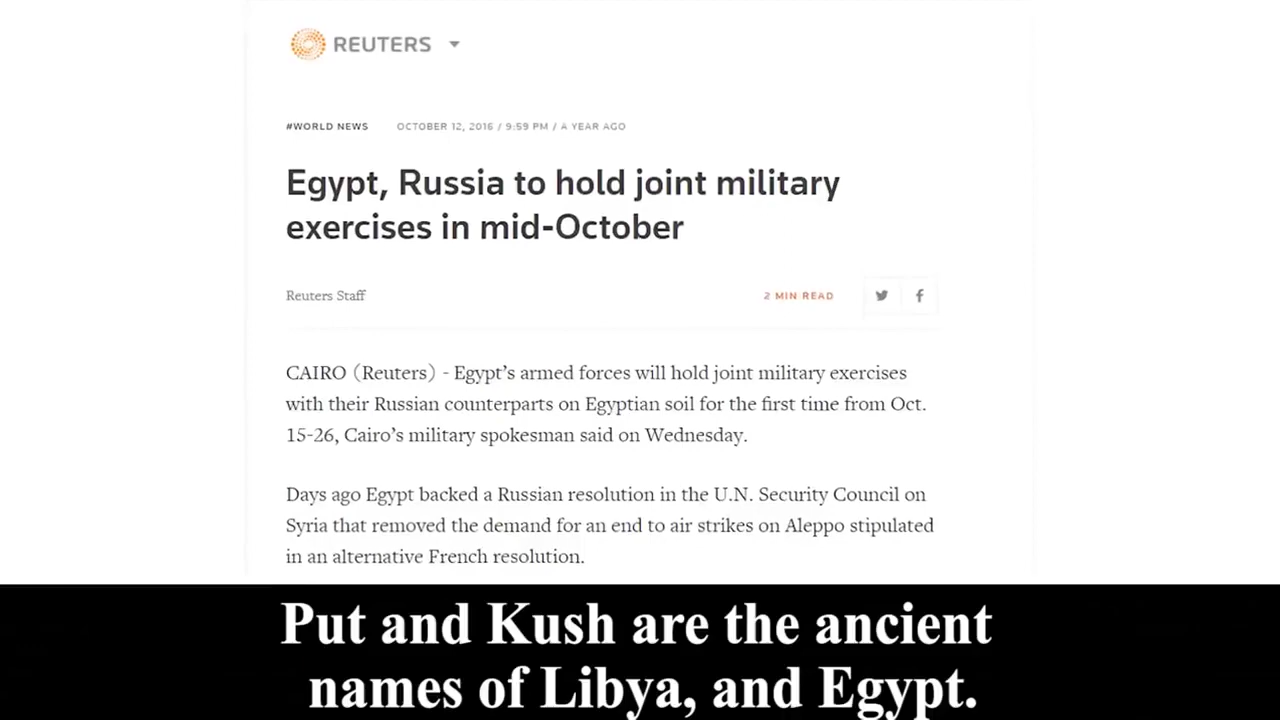 REUTERS
#WORLD NEWS OCTOBER 12, 2016 / 9:59 PM / A YEAR AGO
Egypt, Russia to hold joint military
exercises in mid-October
Reuters Staff 2 MIN READ
CAIRO (Reuters) - Egypt’s armed forces will hold joint military exercises
with their Russian counterparts on Egyptian soil for the first time from Oct.
15-26, Cairo’s military spokesman said on Wednesday.
Days ago Egypt backed a Russian resolution in the U.N. Security Council on
Syria that removed the demand for an end to air strikes on Aleppo stipulated
in an alternative French resolution.
Put and Kush are the ancient
names of Libya, and Egypt.